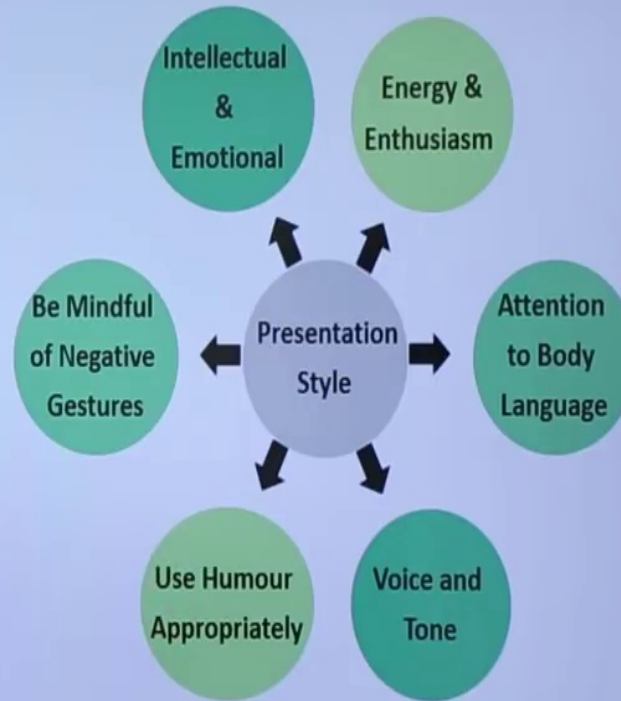 Intellectual
&
Emotional
Energy &
Enthusiasm
Be Mindful
of Negative
Gestures
Presentation
Style
Attention
to Body
Language
Use Humour
Appropriately
Voice and
Tone